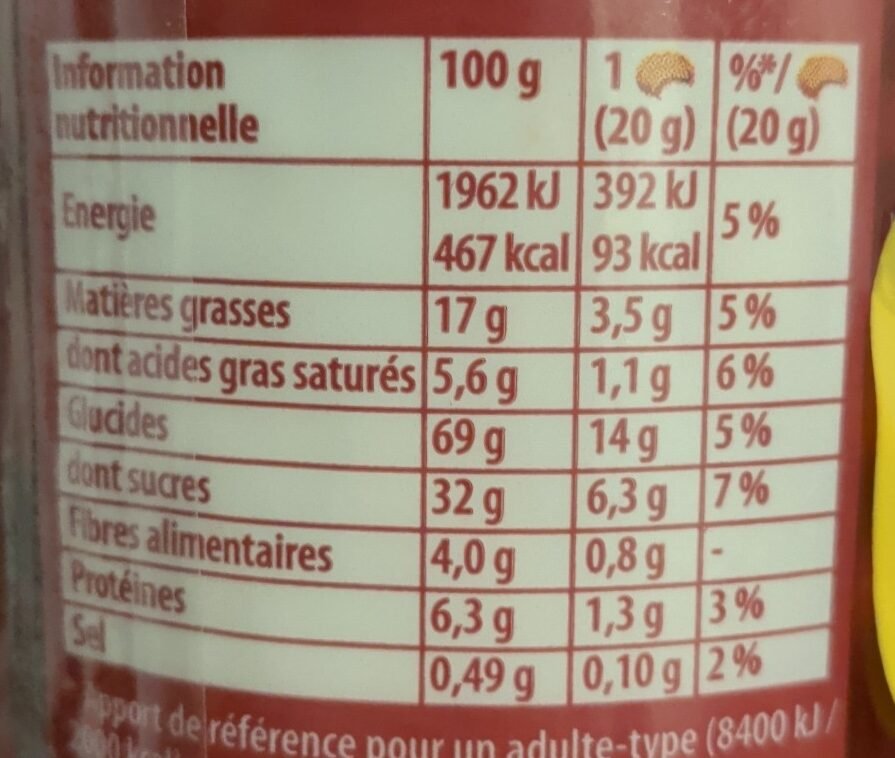 Information nutritionnelle 100 g 1 (20 g) %*/ (20 g)
Energie 1962 kJ 392 kJ 5 %
467 kcal 93 kcal
Matières grasses 17 g 3,5 g 5 %
dont acides gras saturés 5,6 g 1,1 g 6 %
Glucides 69 g 14 g 5 %
dont sucres 32 g 6,3 g 7 %
Fibres alimentaires 4,0 g 0,8 g -
Protéines 6,3 g 1,3 g 3 %
Sel 0,49 g 0,10 g 2 %
Apport de référence pour un adulte-type (8400 kJ /